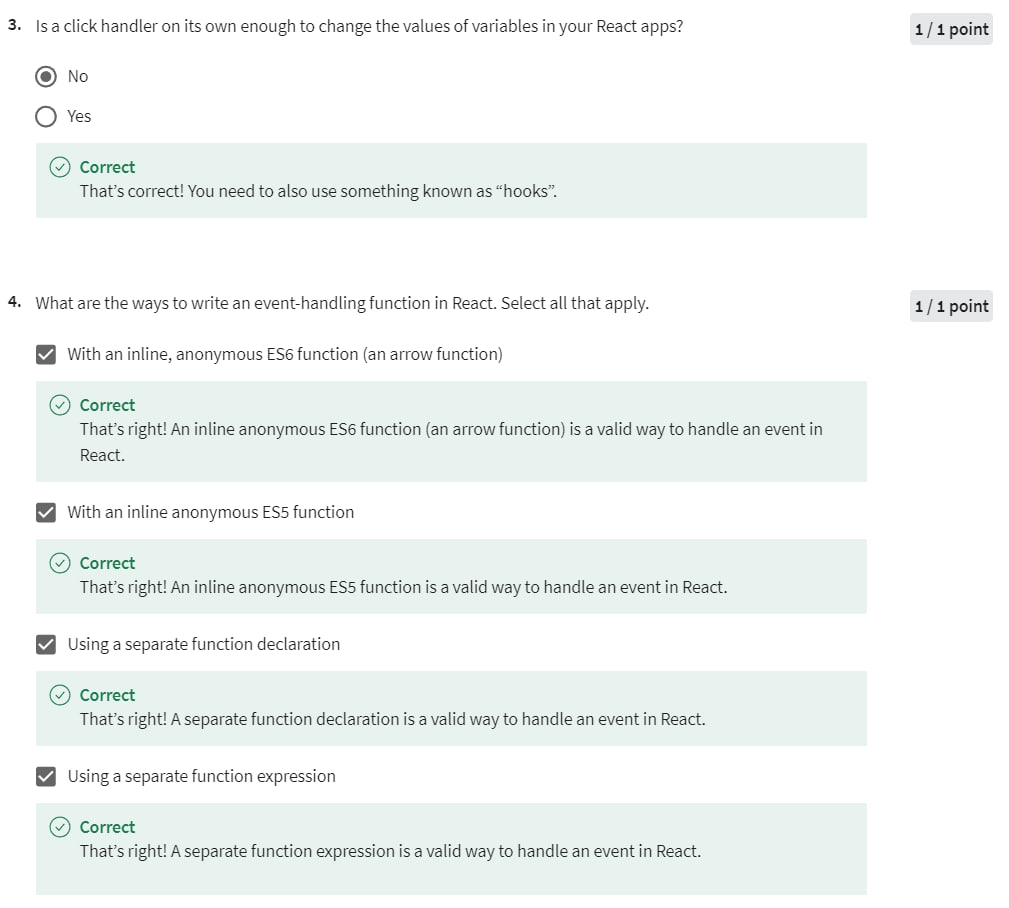 3. Is a click handler on its own enough to change the values of variables in your React apps?
1 / 1 point
No
Yes
Correct
That’s correct! You need to also use something known as “hooks”.
4. What are the ways to write an event-handling function in React. Select all that apply.
1 / 1 point
With an inline, anonymous ES6 function (an arrow function)
Correct
That’s right! An inline anonymous ES6 function (an arrow function) is a valid way to handle an event in
React.
With an inline anonymous ES5 function
Correct
That’s right! An inline anonymous ES5 function is a valid way to handle an event in React.
Using a separate function declaration
Correct
That’s right! A separate function declaration is a valid way to handle an event in React.
Using a separate function expression
Correct
That’s right! A separate function expression is a valid way to handle an event in React.